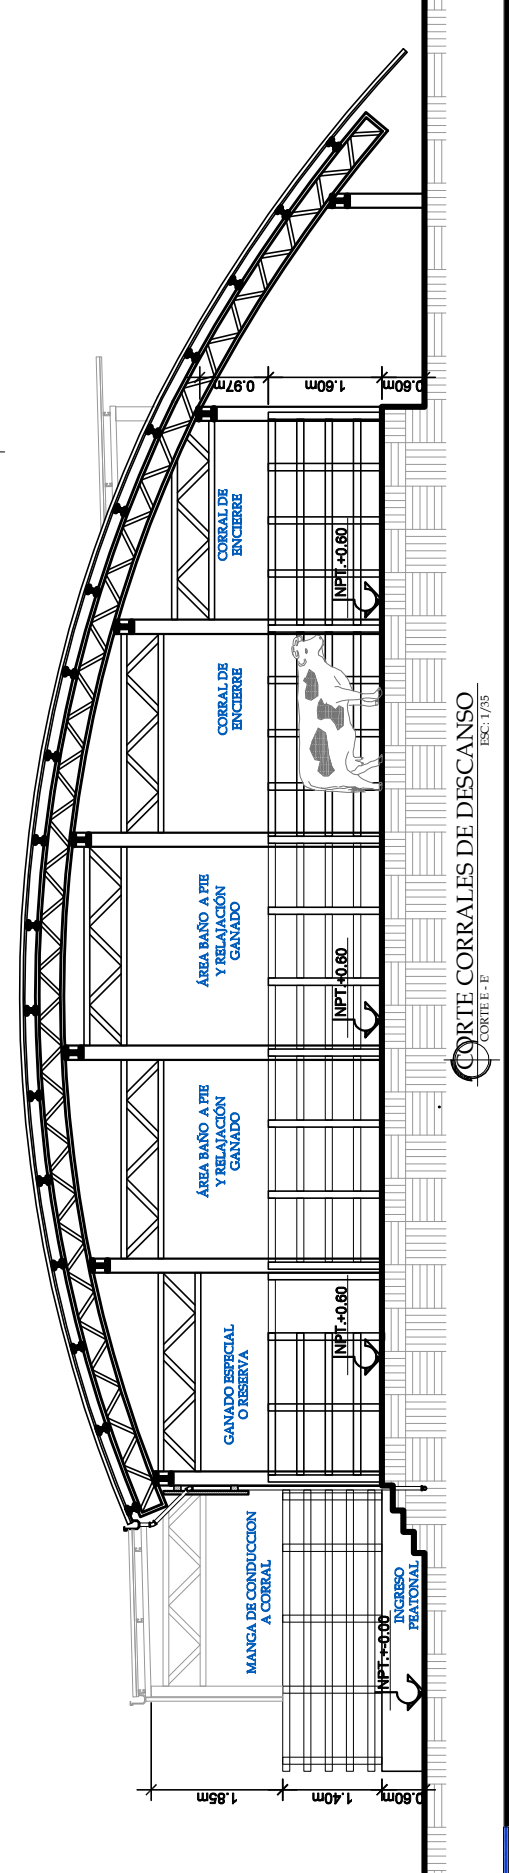 INGRESO
PEATONAL
NPT.+-0.00
MANGA DE CONDUCCION
A CORRAL
GANADO ESPECIAL
O RESERVA
NPT.+0.60
ÁREA BAÑO A PIE
Y RELAJACIÓN
GANADO
ÁREA BAÑO A PIE
Y RELAJACIÓN
GANADO
NPT.+0.60
CORRAL DE
ENCIERRE
CORRAL DE
ENCIERRE
NPT.+0.60
0.97m
1.60m
0.60m
1.85m
1.40m
0.60m
CORTE CORRALES DE DESCANSO
CORTE E - E'
ESC: 1/35